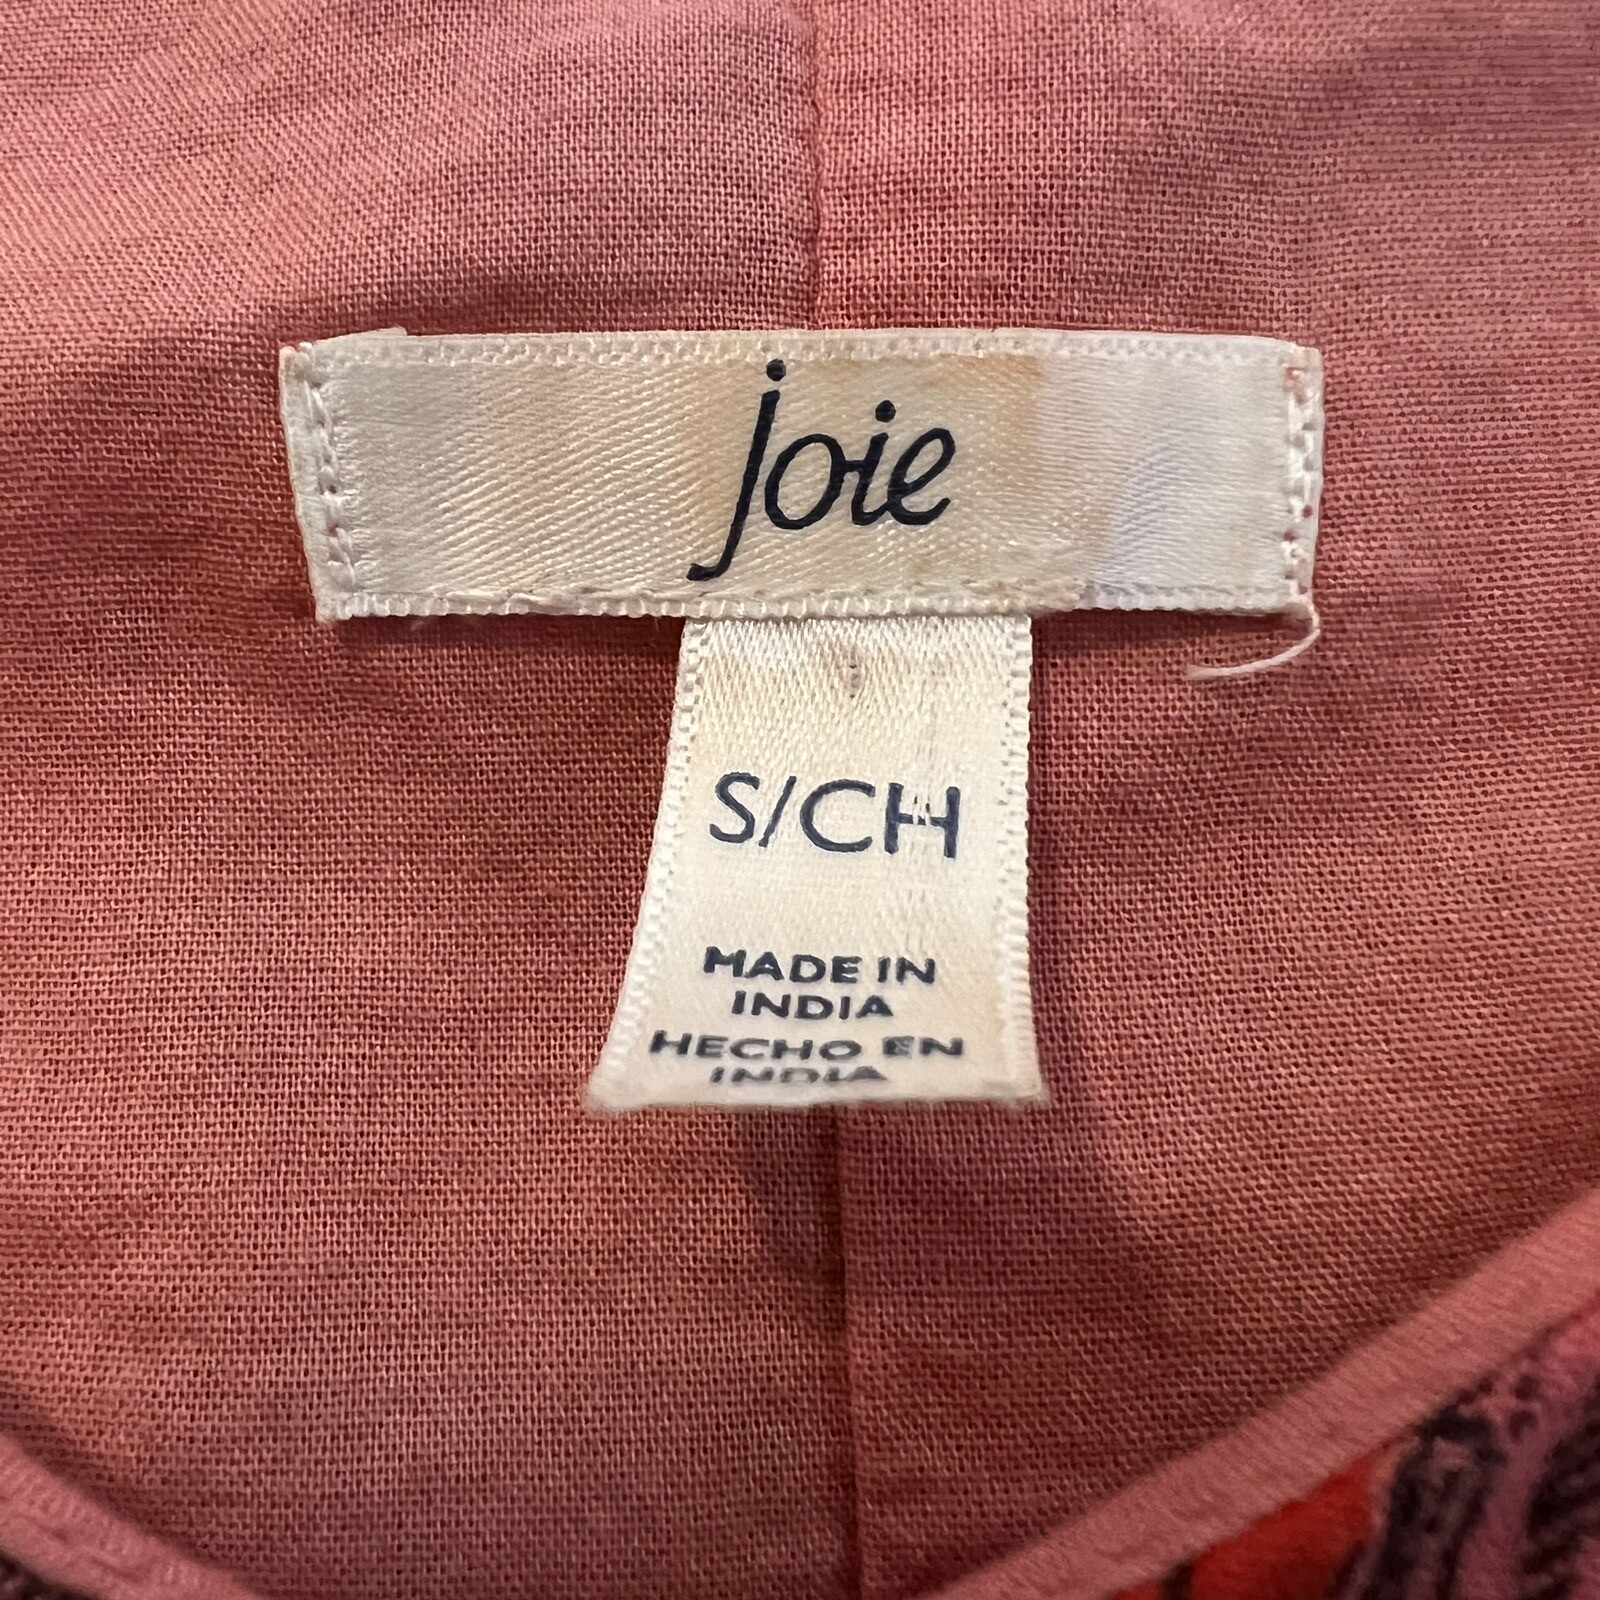 joie
S/CH
MADE IN
INDIA
HECHO EN
INDIA